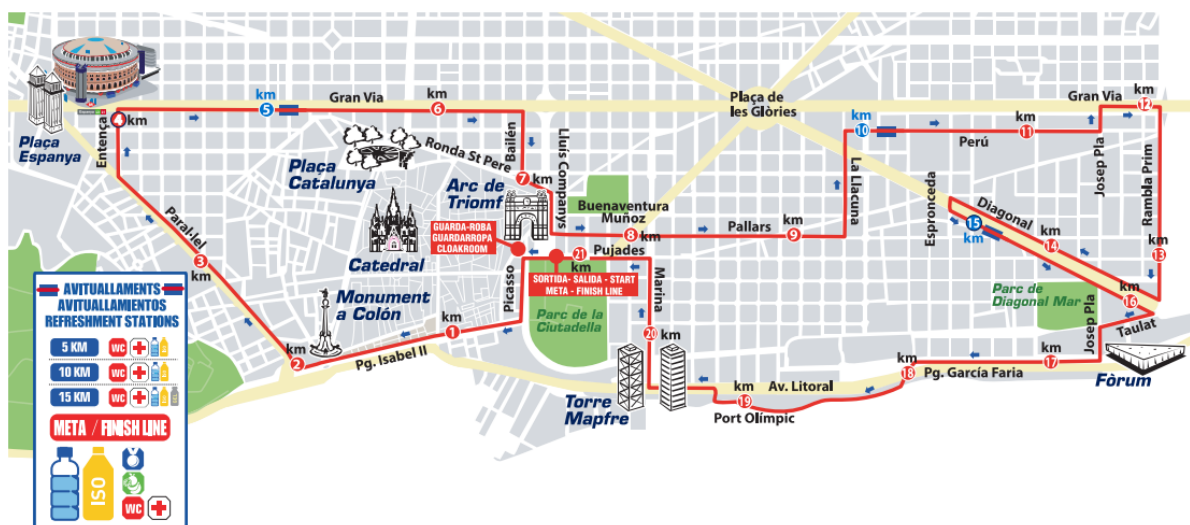 Plaça
Espanya
Entença
4 km
km
5
Gran Via
km
6
Bailén
Ronda St Pere
Plaça
Catalunya
7 km
Lluis Companys
Arc de
Triomf
Buenaventura
Muñoz
8 km
Pallars
km
9
La Llacuna
km
10
Plaça de
les Glòries
Perú
km
11
Josep Pla
Gran Via
km
12
Rambla Prim
km
13
Espronceda
Diagonal
km
14
15
km
km
16
Parc de
Diagonal Mar
Josep Pla
Taulat
Fòrum
km
17
Pg. García Faria
km
18
Av. Litoral
km
19
Port Olímpic
Torre
Mapfre
km
20
Marina
Pujades
21
km
SORTIDA- SALIDA - START
META - FINISH LINE
GUARDA-ROBA
GUARDARROPA
CLOAKROOM
Parc de la
Ciutadella
Picasso
Catedral
km
1
Pg. Isabel II
Monument
a Colón
km
2
Paral·lel
3
km
AVITUALLAMENTS
AVITUALLAMIENTOS
REFRESHMENT STATIONS
5 KM WC
10 KM WC
15 KM WC GEL
META / FINISH LINE
ISO
WC